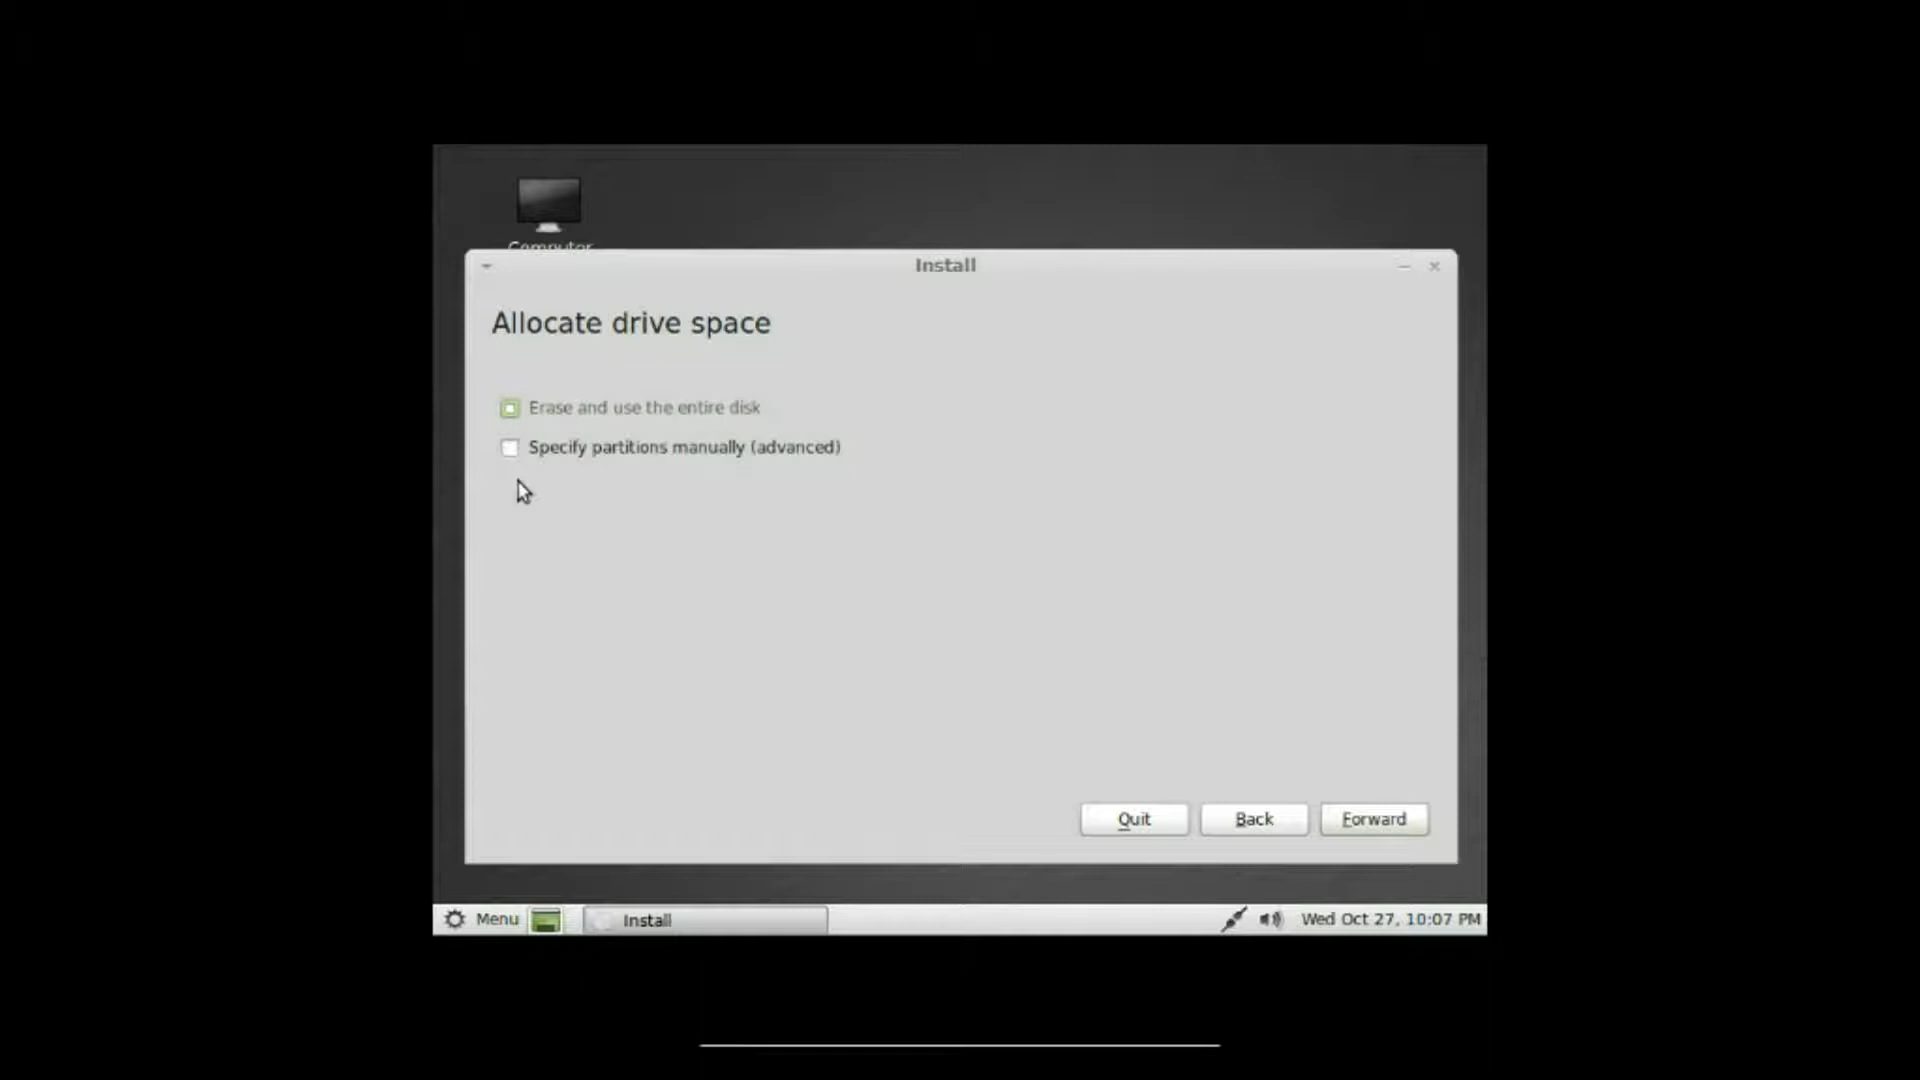 Computer
Install
Allocate drive space
Erase and use the entire disk
Specify partitions manually (advanced)
Quit
Back
Forward
Menu
Install
Wed Oct 27, 10:07 PM